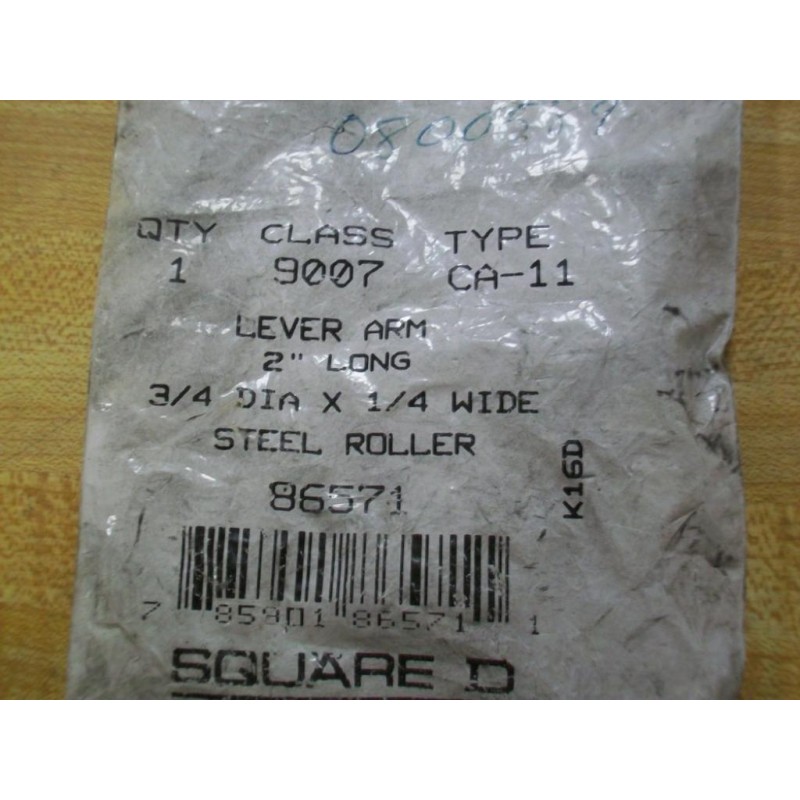 QTY CLASS TYPE
1 9007 CA-11
LEVER ARM
2" LONG
3/4 DIA X 1/4 WIDE
STEEL ROLLER
86571
K16D
7 85901 86571 1
SQUARE D